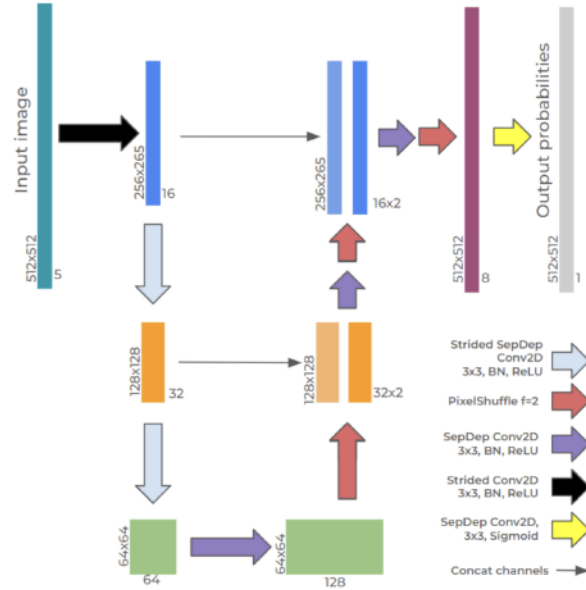 Input image
512x512
5
256x265
16
256x265
16x2
512x512
8
Output probabilities
512x512
1
128x128
32
128x128
32x2
64x64
64
64x64
128
Strided SepDep
Conv2D
3x3, BN, ReLU
PixelShuffle f=2
SepDep Conv2D
3x3, BN, ReLU
Strided Conv2D
3x3, BN, ReLU
SepDep Conv2D,
3x3, Sigmoid
Concat channels